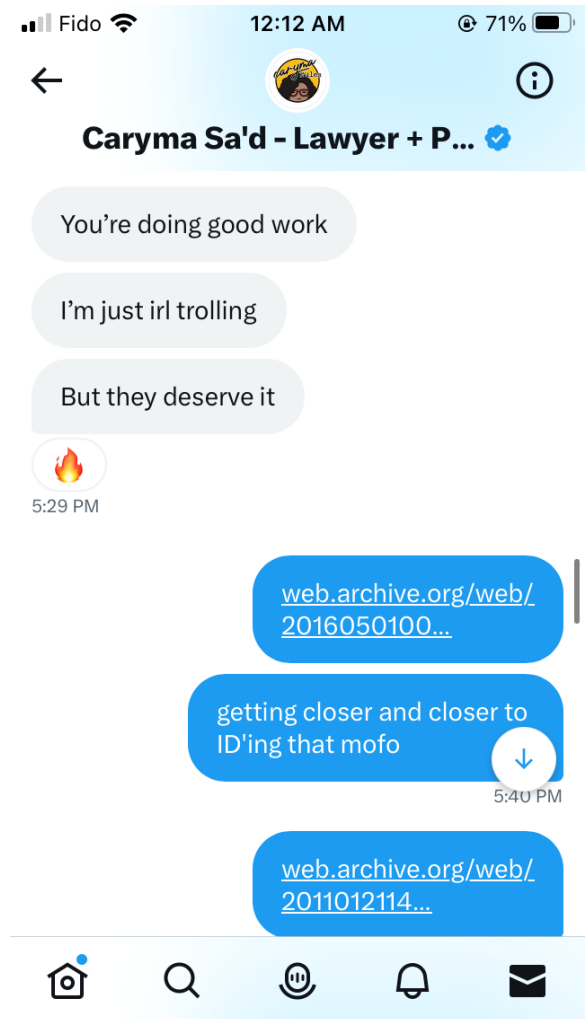 Fido 12:12 AM 71%
Caryma Sa'd - Lawyer + P...
You’re doing good work
I’m just irl trolling
But they deserve it
5:29 PM
web.archive.org/web/
2016050100...
getting closer and closer to
ID'ing that mofo
5:40 PM
web.archive.org/web/
2011012114...